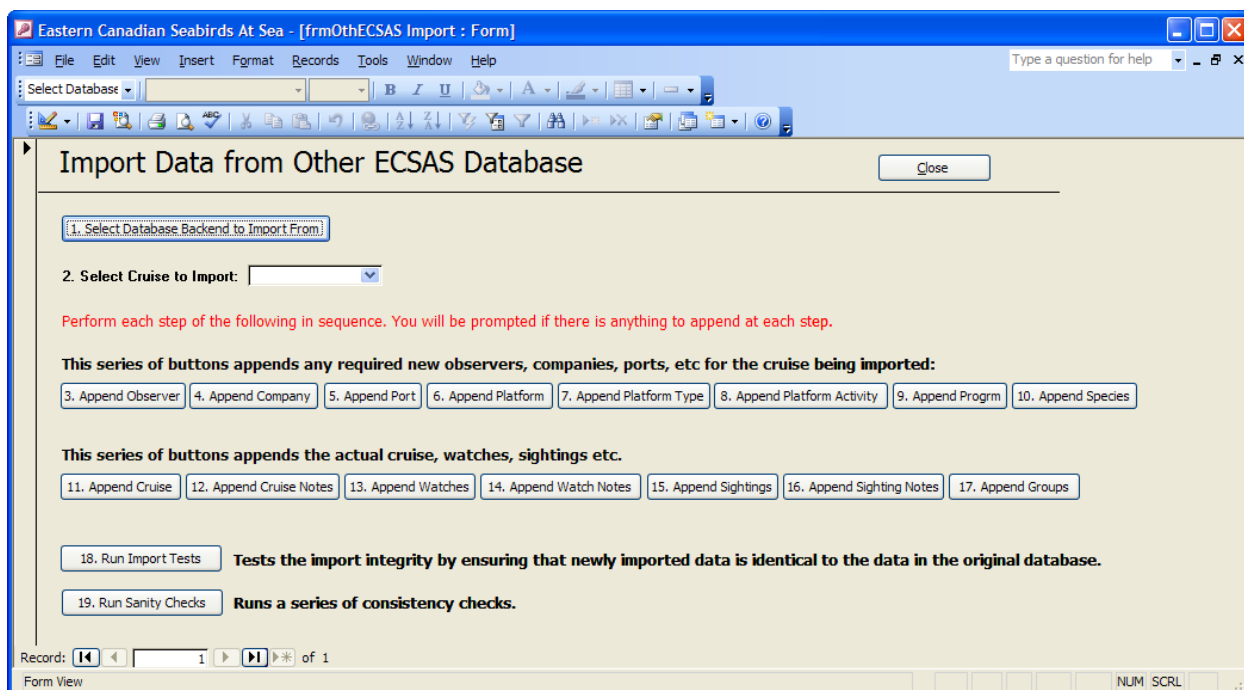 Eastern Canadian Seabirds At Sea - [frmOthECSAS Import : Form]
File Edit View Insert Format Records Tools Window Help Type a question for help
Select Database B I U A
ABC
Import Data from Other ECSAS Database Close
1. Select Database Backend to Import From
2. Select Cruise to Import:
Perform each step of the following in sequence. You will be prompted if there is anything to append at each step.
This series of buttons appends any required new observers, companies, ports, etc for the cruise being imported:
3. Append Observer 4. Append Company 5. Append Port 6. Append Platform 7. Append Platform Type 8. Append Platform Activity 9. Append Progrm 10. Append Species
This series of buttons appends the actual cruise, watches, sightings etc.
11. Append Cruise 12. Append Cruise Notes 13. Append Watches 14. Append Watch Notes 15. Append Sightings 16. Append Sighting Notes 17. Append Groups
18. Run Import Tests Tests the import integrity by ensuring that newly imported data is identical to the data in the original database.
19. Run Sanity Checks Runs a series of consistency checks.
Record: 1 of 1
Form View NUM SCRL